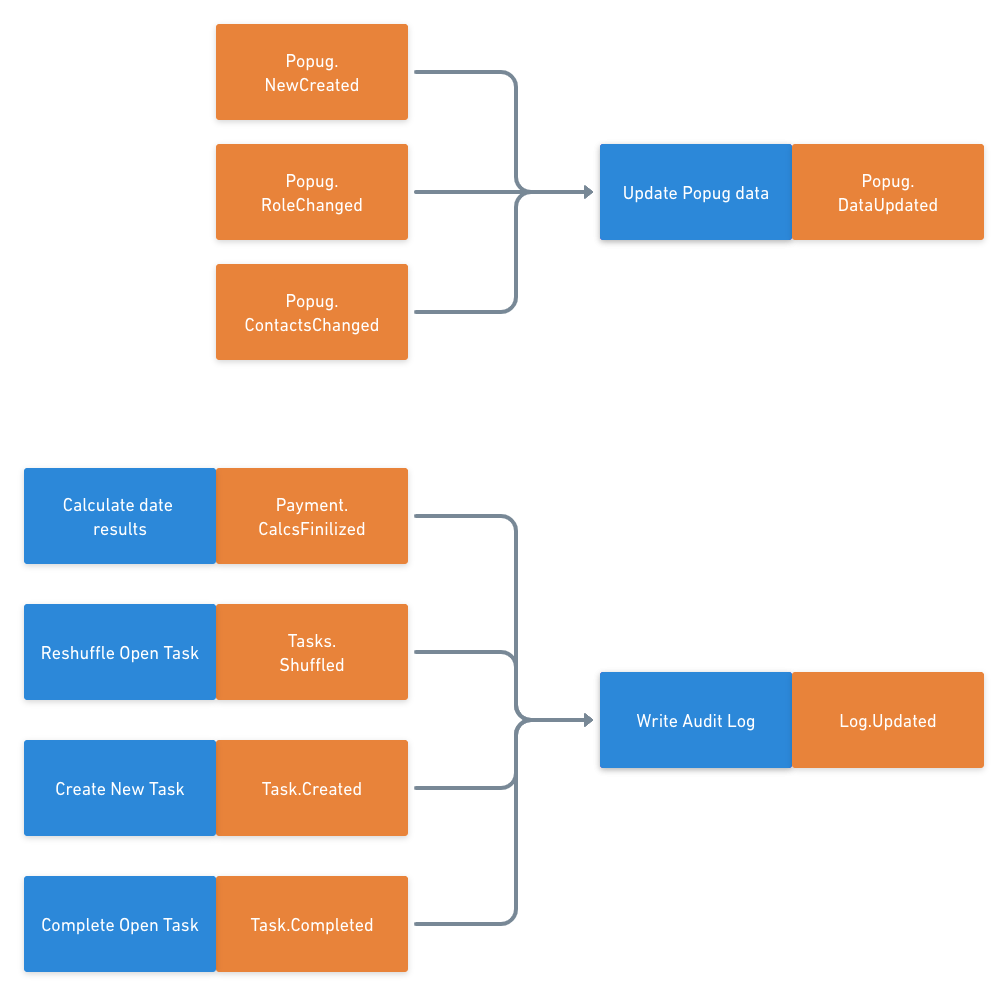 Popug.
NewCreated
Popug.
RoleChanged
Update Popug data
Popug.
DataUpdated
Popug.
ContactsChanged
Calculate date
results
Payment.
CalcsFinilized
Reshuffle Open Task
Tasks.
Shuffled
Write Audit Log
Log.Updated
Create New Task
Task.Created
Complete Open Task
Task.Completed